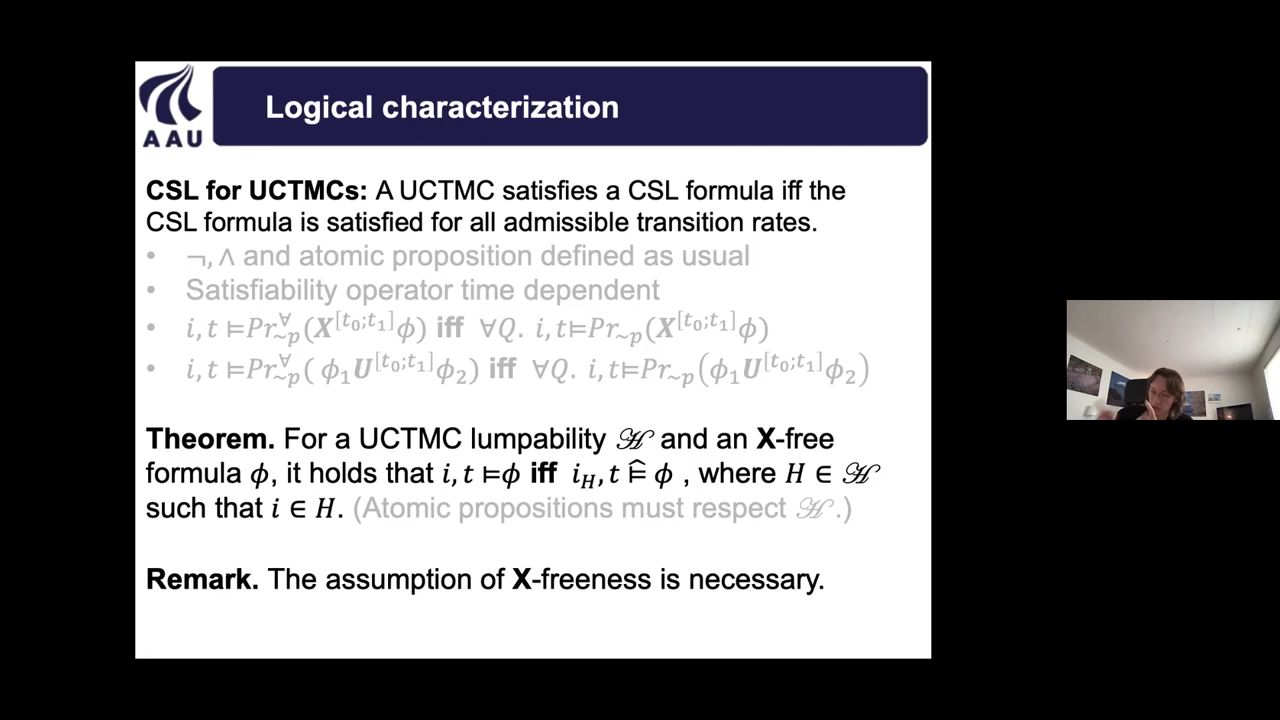 AAU
Logical characterization
CSL for UCTMCs: A UCTMC satisfies a CSL formula iff the
CSL formula is satisfied for all admissible transition rates.
• ¬, ∧ and atomic proposition defined as usual
• Satisfiability operator time dependent
• 𝑖, 𝑡 ⊨𝑃𝑟^∀_{∼𝑝}(𝑿^{[𝑡₀;𝑡₁]}𝜙) iff ∀𝑄. 𝑖, 𝑡⊨𝑃𝑟_{∼𝑝}(𝑿^{[𝑡₀;𝑡₁]}𝜙)
• 𝑖, 𝑡 ⊨𝑃𝑟^∀_{∼𝑝}( 𝜙₁𝑼^{[𝑡₀;𝑡₁]}𝜙₂) iff ∀𝑄. 𝑖, 𝑡⊨𝑃𝑟_{∼𝑝}(𝜙₁𝑼^{[𝑡₀;𝑡₁]}𝜙₂)
Theorem. For a UCTMC lumpability ℋ and an X-free
formula 𝜙, it holds that 𝑖, 𝑡 ⊨𝜙 iff 𝑖_𝐻, 𝑡 ⊨̂ 𝜙 , where 𝐻 ∈ ℋ
such that 𝑖 ∈ 𝐻. (Atomic propositions must respect ℋ.)
Remark. The assumption of X-freeness is necessary.